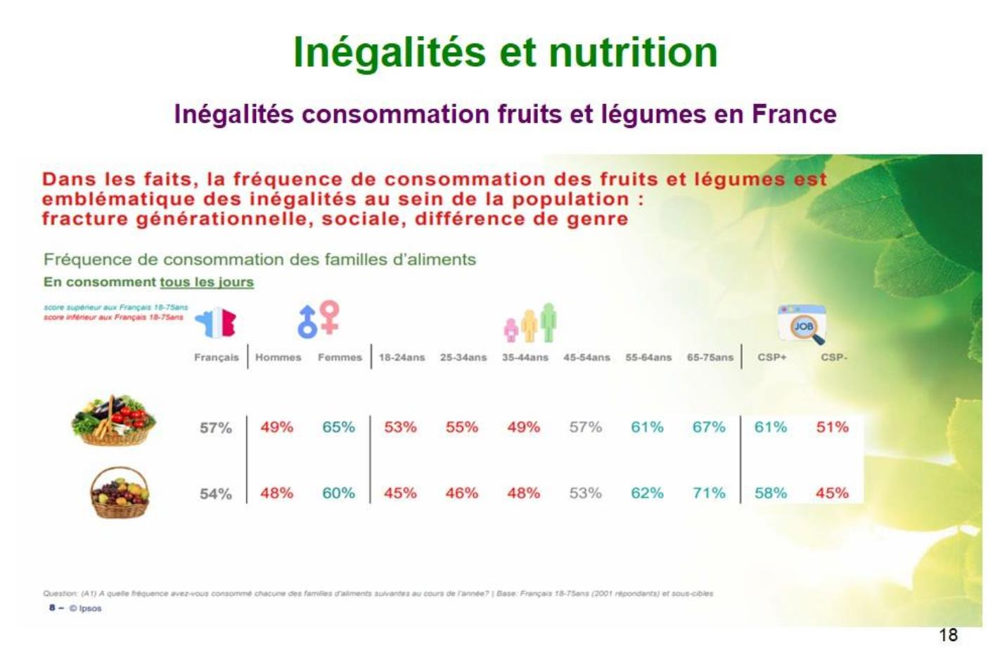 Inégalités et nutrition
Inégalités consommation fruits et légumes en France
Dans les faits, la fréquence de consommation des fruits et légumes est
emblématique des inégalités au sein de la population :
fracture générationnelle, sociale, différence de genre
Fréquence de consommation des familles d'aliments
En consomment tous les jours
score supérieur aux Français 18-75ans
score inférieur aux Français 18-75ans
JOB
Français Hommes Femmes 18-24ans 25-34ans 35-44ans 45-54ans 55-64ans 65-75ans CSP+ CSP-
57% 49% 65% 53% 55% 49% 57% 61% 67% 61% 51%
54% 48% 60% 45% 46% 48% 53% 62% 71% 58% 45%
Question: (A1) A quelle fréquence avez-vous consommé chacune des familles d'aliments suivantes au cours de l'année? | Base: Français 18-75ans (2001 répondants) et sous-cibles
8 – © Ipsos
18